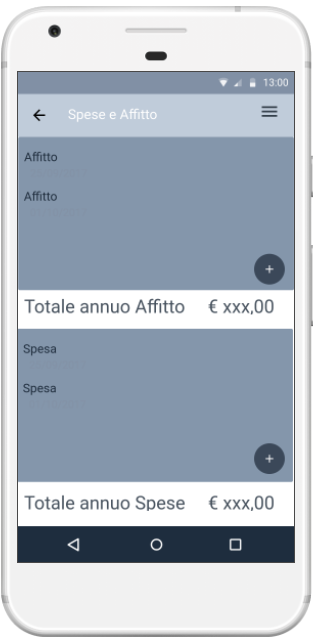 13:00
Spese e Affitto
Affitto
Affitto
+
Totale annuo Affitto € xxx,00
Spesa
Spesa
+
Totale annuo Spese € xxx,00